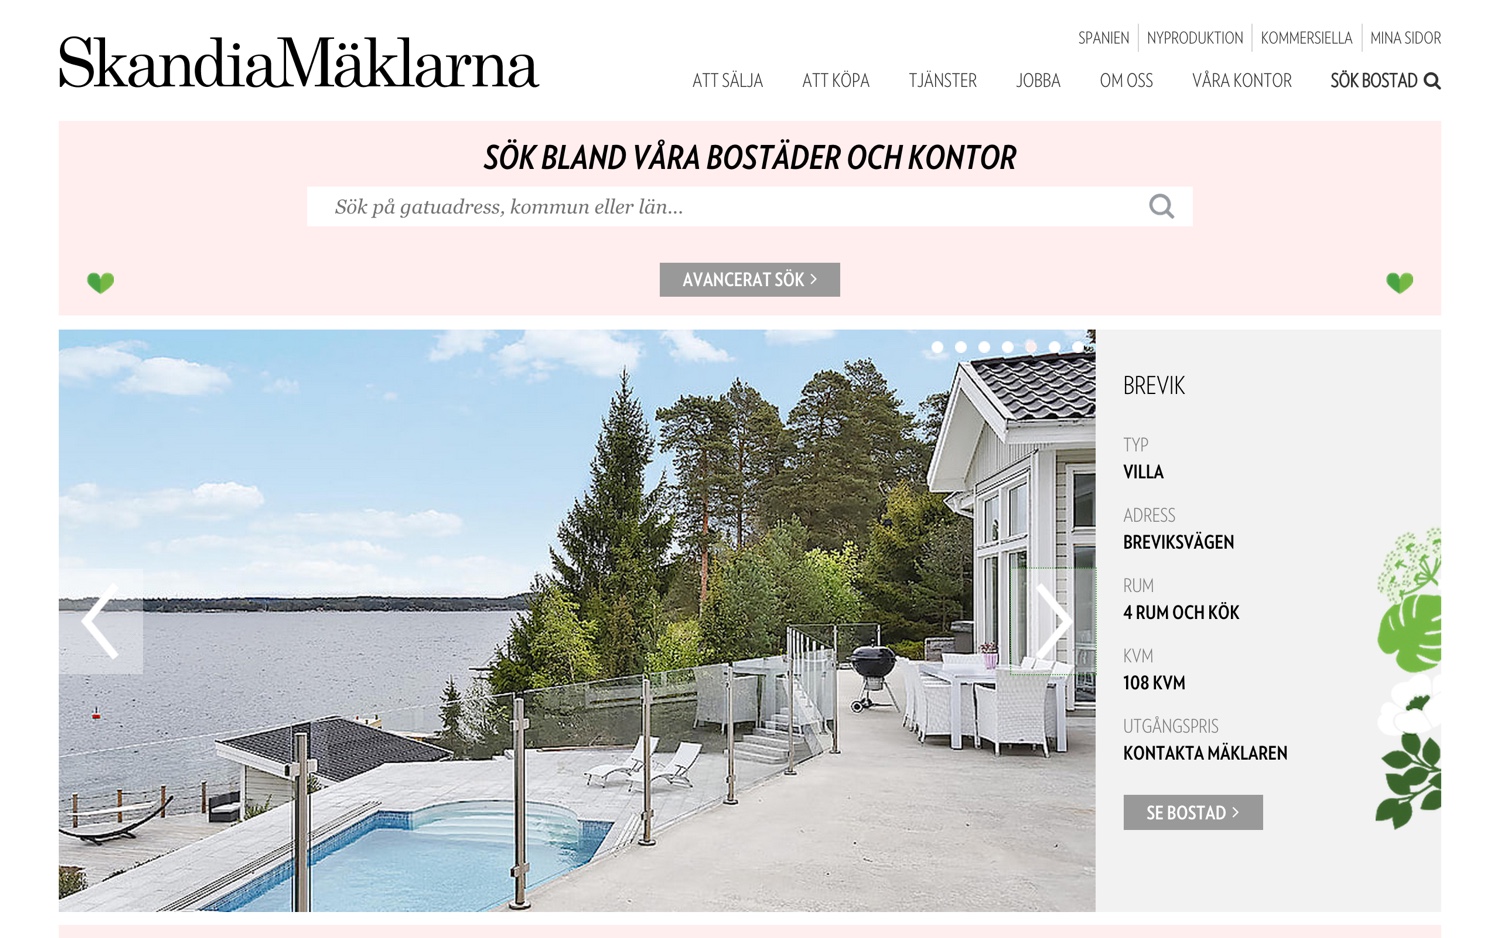 SkandiaMäklarna
SPANIEN NYPRODUKTION KOMMERSIELLA MINA SIDOR
ATT SÄLJA ATT KÖPA TJÄNSTER JOBBA OM OSS VÅRA KONTOR SÖK BOSTAD
SÖK BLAND VÅRA BOSTÄDER OCH KONTOR
Sök på gatuadress, kommun eller län...
AVANCERAT SÖK >
BREVIK
TYP
VILLA
ADRESS
BREVIKSVÄGEN
RUM
4 RUM OCH KÖK
KVM
108 KVM
UTGÅNGSPRIS
KONTAKTA MÄKLAREN
SE BOSTAD >